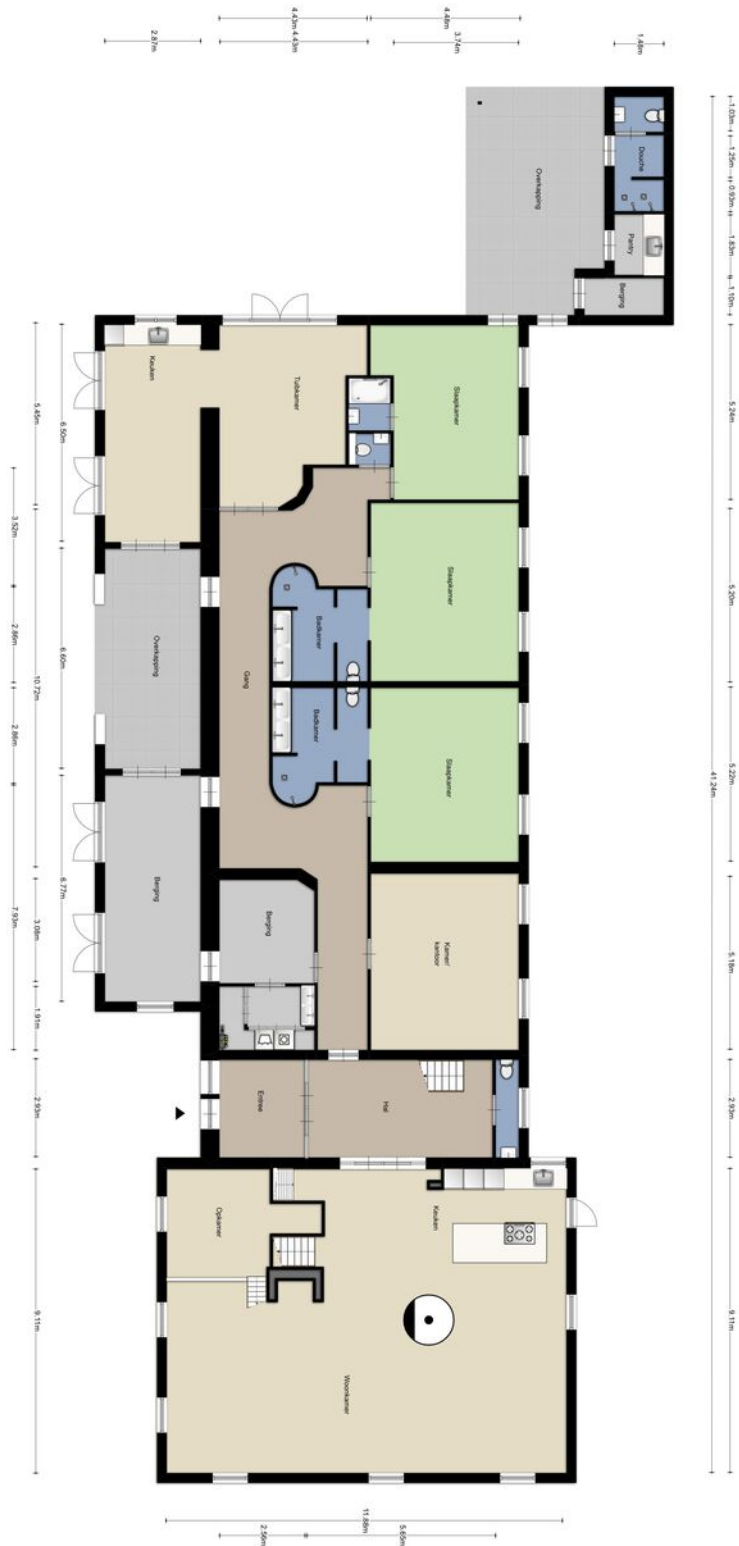 4.43m
4.43m
4.48m
3.74m
2.87m
1.48m
1.03m
1.25m
0.93m
1.83m
1.10m
Douche
Overkapping
Pantry
Berging
5.45m
6.50m
Keuken
Tuinkamer
Slaapkamer
5.24m
3.52m
Slaapkamer
5.20m
2.86m
10.72m
6.60m
Overkapping
Gang
Badkamer
2.86m
Badkamer
Slaapkamer
5.22m
41.24m
7.93m
3.08m
6.77m
Berging
Berging
Kamer/
kantoor
5.18m
1.91m
2.93m
Entree
Hal
2.93m
Opkamer
Keuken
9.11m
Woonkamer
9.11m
11.88m
2.56m
5.65m